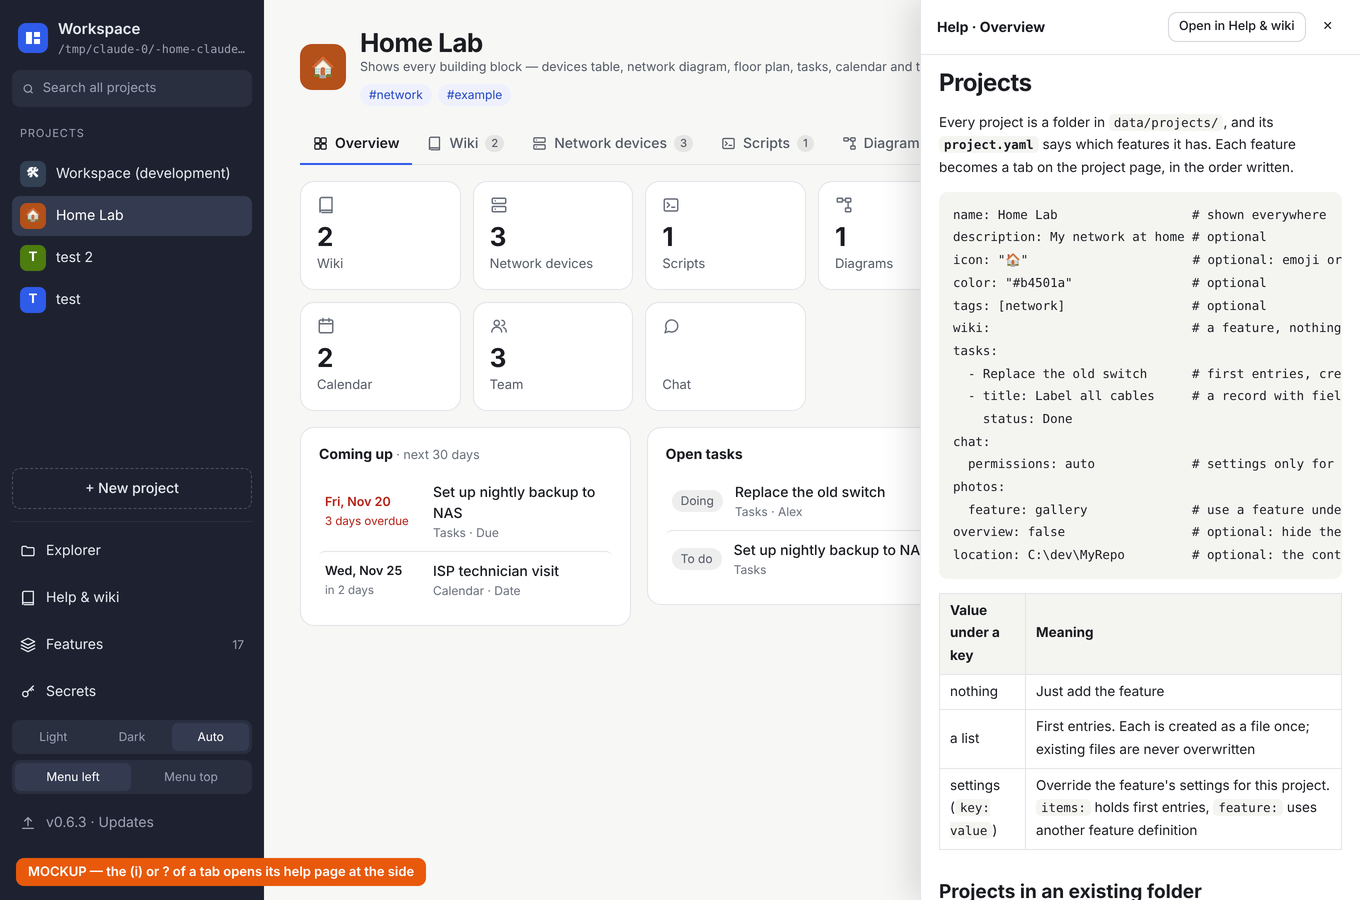 Workspace
/tmp/claude-0/-home-claude…
Search all projects
PROJECTS
Workspace (development)
Home Lab
T test 2
T test
+ New project
Explorer
Help & wiki
Features 17
Secrets
Light Dark Auto
Menu left Menu top
v0.6.3 · Updates
MOCKUP — the (i) or ? of a tab opens its help page at the side
Home Lab
Shows every building block — devices table, network diagram, floor plan, tasks, calendar and t
#network #example
Overview Wiki 2 Network devices 3 Scripts 1 Diagram
2
Wiki
3
Network devices
1
Scripts
1
Diagrams
2
Calendar
3
Team
Chat
Coming up · next 30 days
Fri, Nov 20
3 days overdue
Set up nightly backup to
NAS
Tasks · Due
Wed, Nov 25
in 2 days
ISP technician visit
Calendar · Date
Open tasks
Doing
Replace the old switch
Tasks · Alex
To do
Set up nightly backup to NA
Tasks
Help · Overview
Open in Help & wiki
×
Projects
Every project is a folder in data/projects/, and its
project.yaml says which features it has. Each feature
becomes a tab on the project page, in the order written.
name: Home Lab # shown everywhere
description: My network at home # optional
icon: "🏠" # optional: emoji or
color: "#b4501a" # optional
tags: [network] # optional
wiki: # a feature, nothing
tasks:
- Replace the old switch # first entries, cre
- title: Label all cables # a record with fiel
status: Done
chat:
permissions: auto # settings only for
photos:
feature: gallery # use a feature unde
overview: false # optional: hide the
location: C:\dev\MyRepo # optional: the cont
Value
under a
key
Meaning
nothing
Just add the feature
a list
First entries. Each is created as a file once;
existing files are never overwritten
settings
(key:
value)
Override the feature's settings for this project.
items: holds first entries, feature: uses
another feature definition
Projects in an existing folder